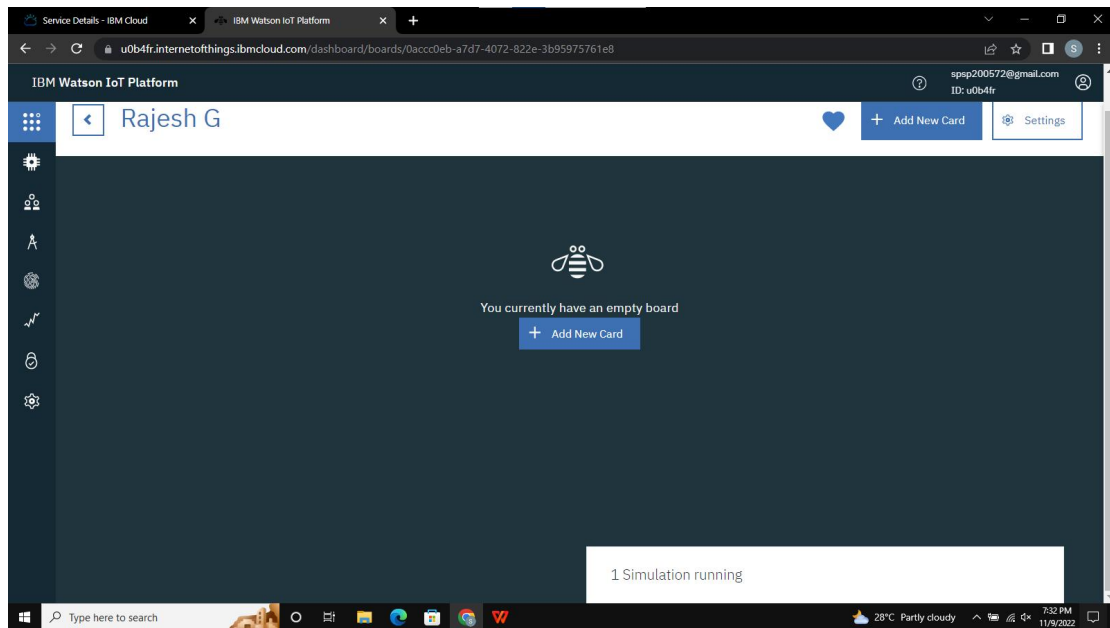 Service Details - IBM Cloud
IBM Watson IoT Platform
u0b4fr.internetofthings.ibmcloud.com/dashboard/boards/0accc0eb-a7d7-4072-822e-3b95975761e8
S
IBM Watson IoT Platform
spsp200572@gmail.com
ID: u0b4fr
Rajesh G
+ Add New Card
Settings
You currently have an empty board
+ Add New Card
1 Simulation running
Type here to search
28°C Partly cloudy
7:32 PM
11/9/2022